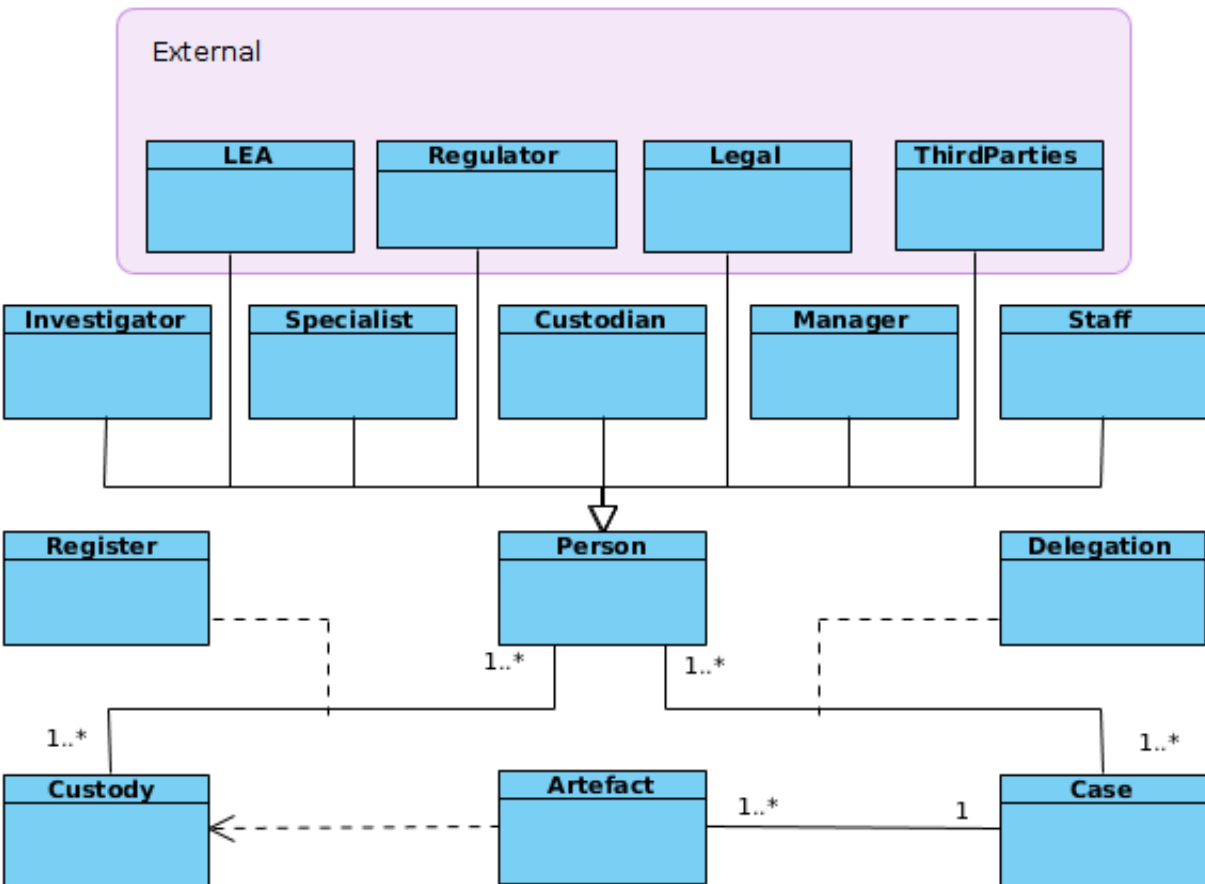 External
LEA
Regulator
Legal
ThirdParties
Investigator
Specialist
Custodian
Manager
Staff
Register
Person
Delegation
1..*
1..*
1..*
1..*
Custody
Artefact
1..*
1
Case